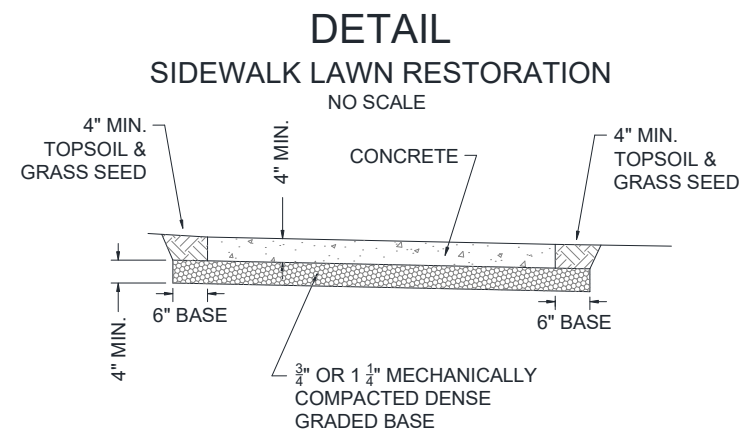 DETAIL
SIDEWALK LAWN RESTORATION
NO SCALE
4" MIN.
TOPSOIL &
GRASS SEED
4" MIN.
CONCRETE
4" MIN.
TOPSOIL &
GRASS SEED
4" MIN.
6" BASE
6" BASE
¾" OR 1 ¼" MECHANICALLY
COMPACTED DENSE
GRADED BASE